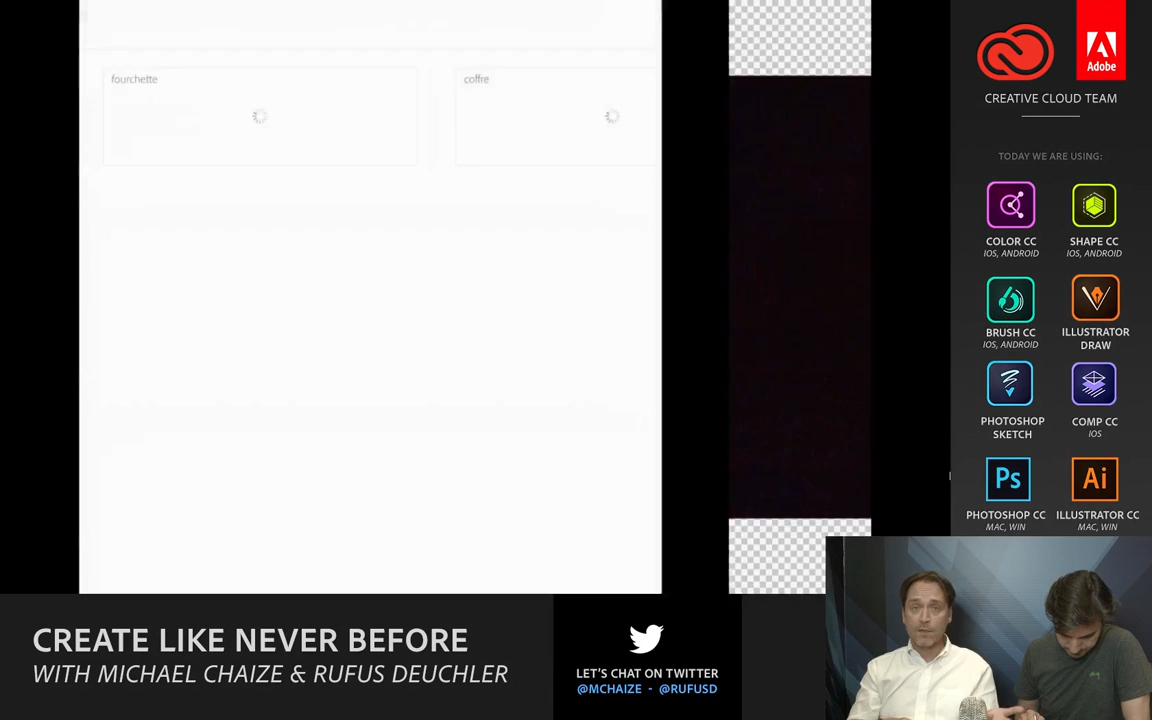 fourchette
coffre
Adobe
CREATIVE CLOUD TEAM
TODAY WE ARE USING:
COLOR CC
IOS, ANDROID
SHAPE CC
IOS, ANDROID
BRUSH CC
IOS, ANDROID
ILLUSTRATOR
DRAW
PHOTOSHOP
SKETCH
COMP CC
IOS
Ps
PHOTOSHOP CC
MAC, WIN
Ai
ILLUSTRATOR CC
MAC, WIN
CREATE LIKE NEVER BEFORE
WITH MICHAEL CHAIZE & RUFUS DEUCHLER
LET'S CHAT ON TWITTER
@MCHAIZE - @RUFUSD